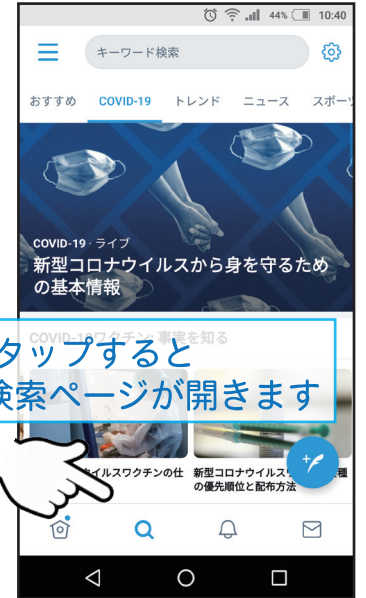 44% 10:40
キーワード検索
おすすめ COVID-19 トレンド ニュース スポーツ
COVID-19 · ライブ
新型コロナウイルスから身を守るため
の基本情報
COVID-19ワクチン: 事実を知る
タップすると
検索ページが開きます
イルスワクチンの仕
新型コロナウイルス
種
の優先順位と配布方法